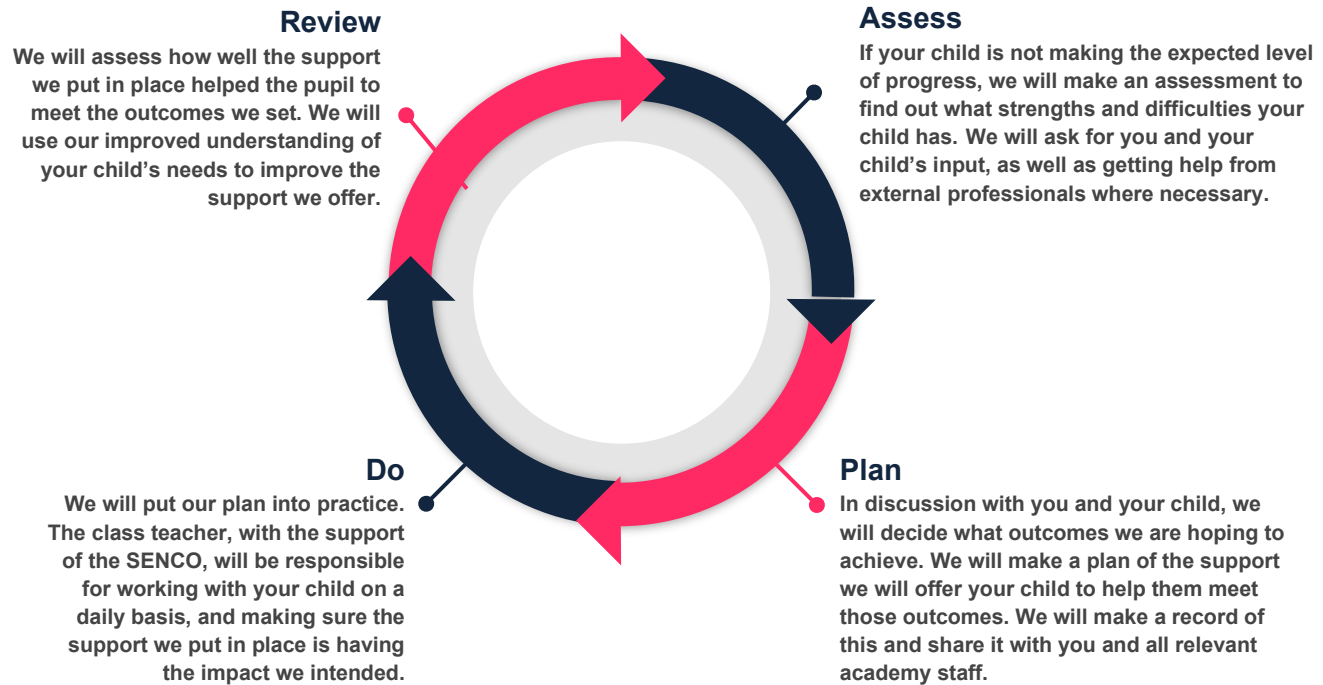 Review
We will assess how well the support
we put in place helped the pupil to
meet the outcomes we set. We will
use our improved understanding of
your child’s needs to improve the
support we offer.
Assess
If your child is not making the expected level
of progress, we will make an assessment to
find out what strengths and difficulties your
child has. We will ask for you and your
child’s input, as well as getting help from
external professionals where necessary.
Do
We will put our plan into practice.
The class teacher, with the support
of the SENCO, will be responsible
for working with your child on a
daily basis, and making sure the
support we put in place is having
the impact we intended.
Plan
In discussion with you and your child, we
will decide what outcomes we are hoping to
achieve. We will make a plan of the support
we will offer your child to help them meet
those outcomes. We will make a record of
this and share it with you and all relevant
academy staff.